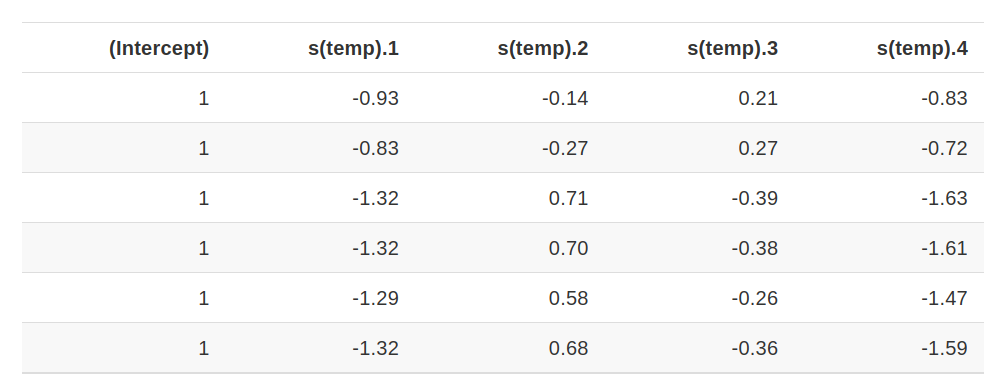 (Intercept) s(temp).1 s(temp).2 s(temp).3 s(temp).4
1 -0.93 -0.14 0.21 -0.83
1 -0.83 -0.27 0.27 -0.72
1 -1.32 0.71 -0.39 -1.63
1 -1.32 0.70 -0.38 -1.61
1 -1.29 0.58 -0.26 -1.47
1 -1.32 0.68 -0.36 -1.59